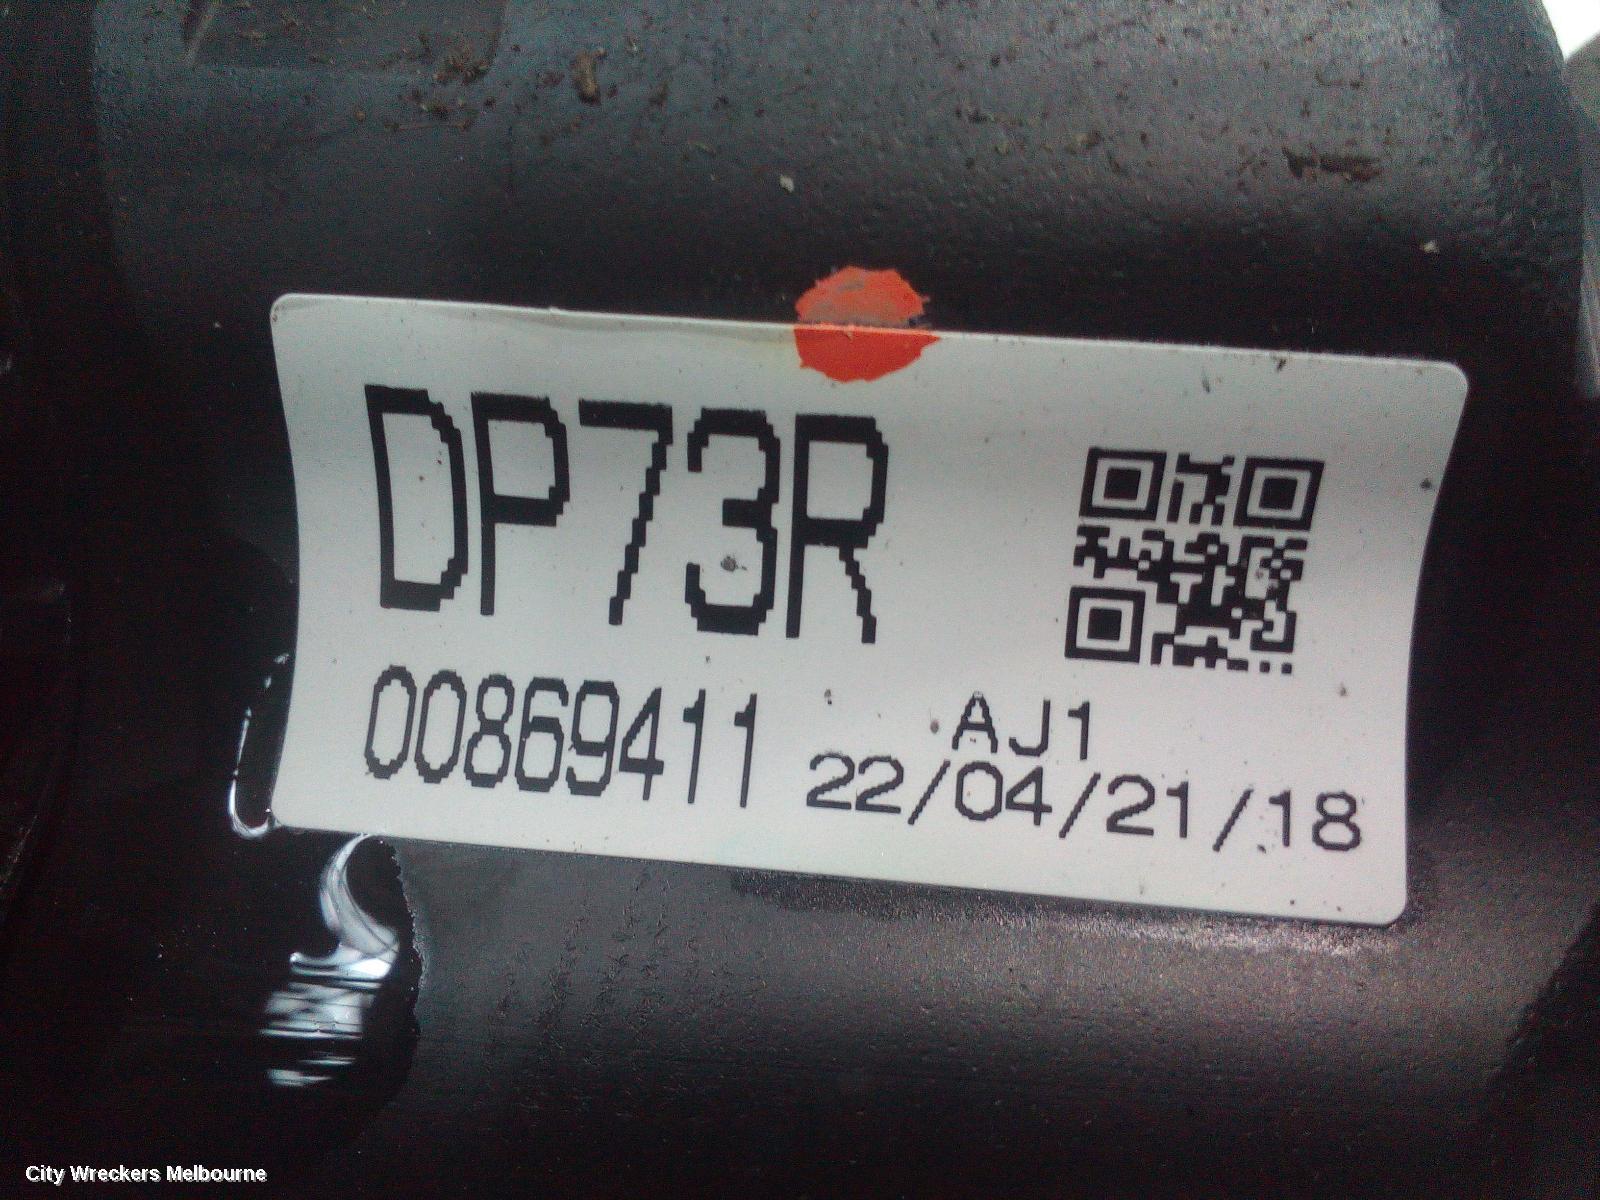 DP73R
00869411
AJ1
22/04/21/18
City Wreckers Melbourne